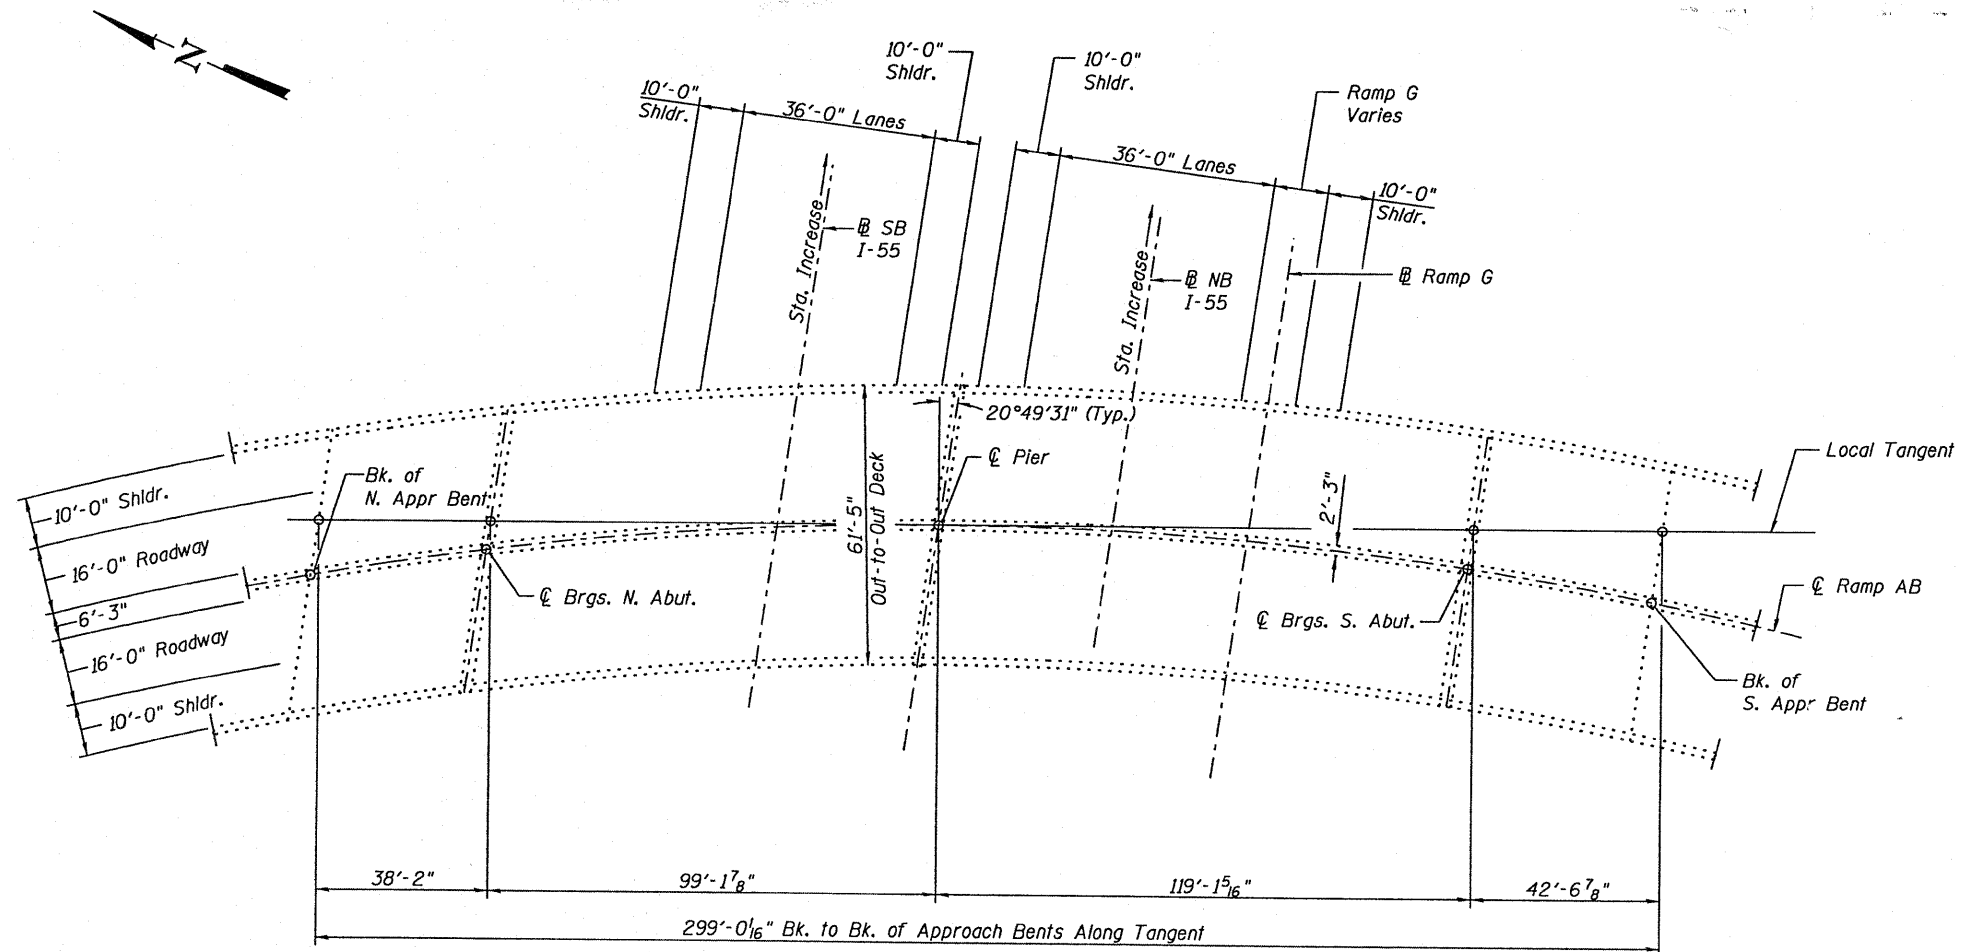 N
10'-0"
Shldr.
36'-0" Lanes
10'-0"
Shldr.
10'-0"
Shldr.
36'-0" Lanes
Ramp G
Varies
10'-0"
Shldr.
Sta. Increase
℄ SB
I-55
Sta. Increase
℄ NB
I-55
℄ Ramp G
20°49'31" (Typ.)
℄ Pier
Local Tangent
Bk. of
N. Appr Bent
10'-0" Shldr.
16'-0" Roadway
6'-3"
16'-0" Roadway
10'-0" Shldr.
61'-5"
Out-to-Out Deck
2'-3"
℄ Brgs. N. Abut.
℄ Brgs. S. Abut.
℄ Ramp AB
Bk. of
S. Appr Bent
38'-2"
99'-1⅞"
119'-1⁵⁄₁₆"
42'-6⅞"
299'-0¹⁄₁₆" Bk. to Bk. of Approach Bents Along Tangent